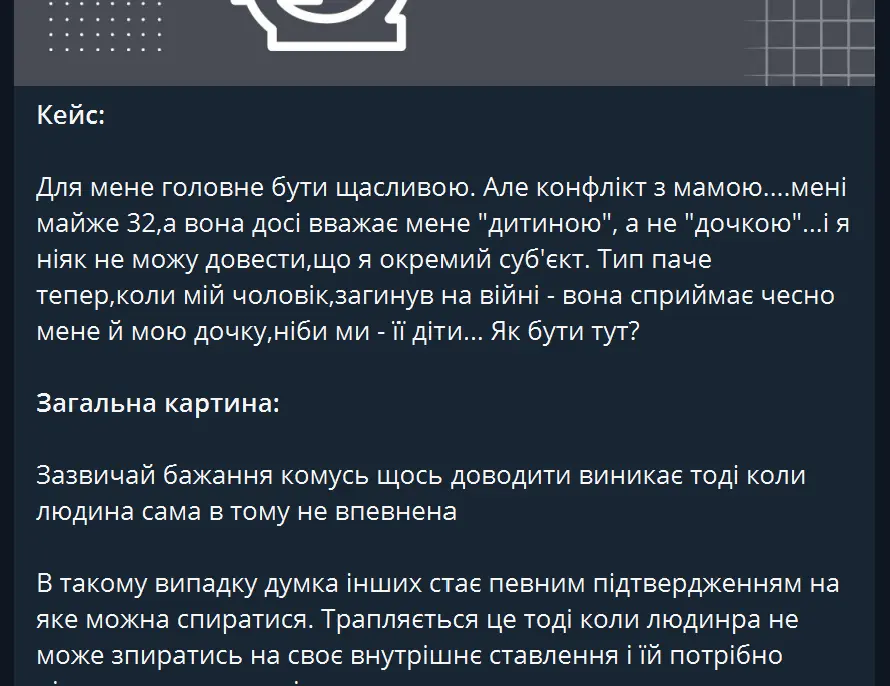 Кейс:
Для мене головне бути щасливою. Але конфлікт з мамою....мені
майже 32,а вона досі вважає мене "дитиною", а не "дочкою"...і я
ніяк не можу довести,що я окремий суб'єкт. Тип паче
тепер,коли мій чоловік,загинув на війні - вона сприймає чесно
мене й мою дочку,ніби ми - її діти... Як бути тут?
Загальна картина:
Зазвичай бажання комусь щось доводити виникає тоді коли
людина сама в тому не впевнена
В такому випадку думка інших стає певним підтвердженням на
яке можна спиратися. Трапляється це тоді коли людинра не
може зпиратись на своє внутрішнє ставлення і їй потрібно